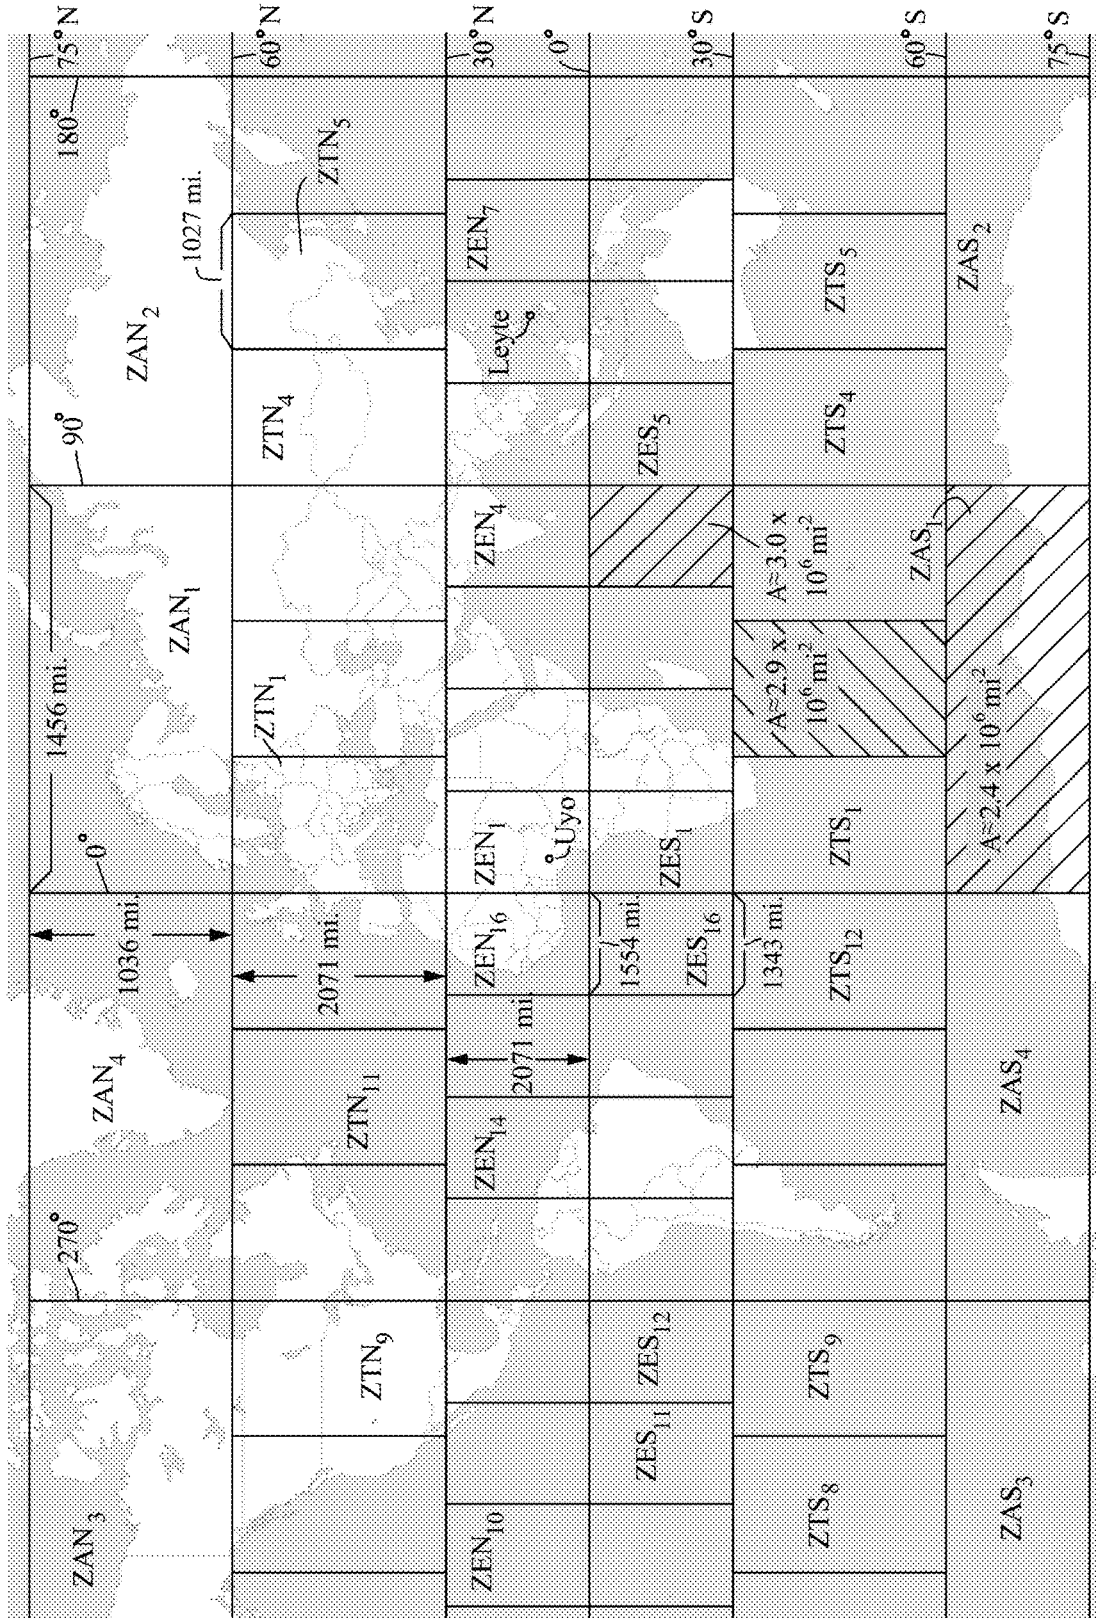 75°N
60°N
30°N
0°
30°S
60°S
75°S
180°
90°
0°
270°
1456 mi.
1036 mi.
1027 mi.
ZAN3
ZAN4
ZAN1
ZAN2
2071 mi.
ZTN9
ZTN11
ZTN1
ZTN4
ZTN5
2071 mi.
ZEN10
ZEN14
ZEN16
ZEN1
ZEN4
ZEN7
Uyo
Leyte
1554 mi.
ZES11
ZES12
ZES16
ZES1
ZES5
1343 mi.
A≈3.0 x
10⁶ mi²
ZTS8
ZTS9
ZTS12
ZTS1
A≈2.9 x
10⁶ mi²
ZTS4
ZTS5
ZAS3
ZAS4
ZAS1
ZAS2
A≈2.4 x 10⁶ mi²